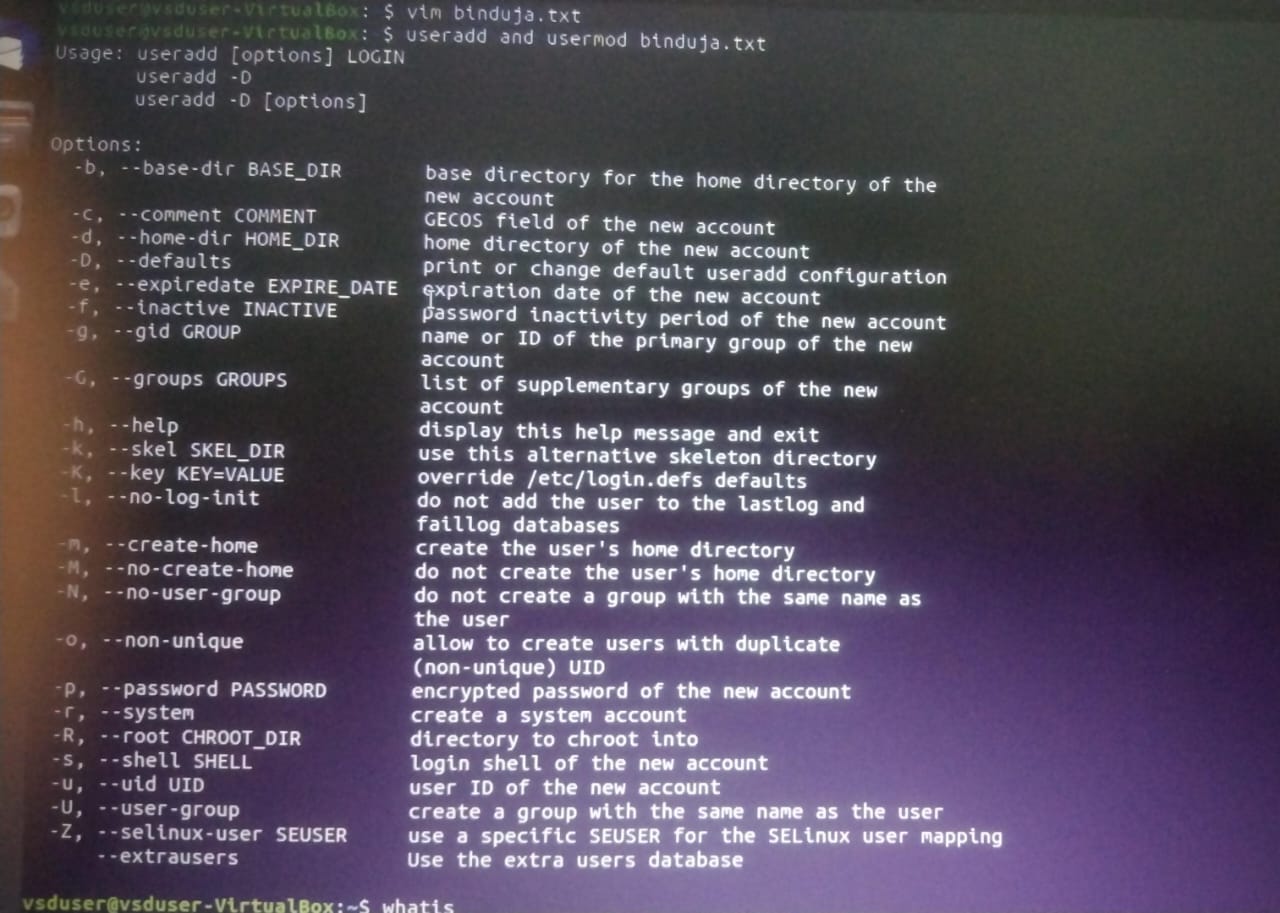 vsduser@vsduser-VirtualBox: $ vim binduja.txt
vsduser@vsduser-VirtualBox: $ useradd and usermod binduja.txt
Usage: useradd [options] LOGIN
       useradd -D
       useradd -D [options]

Options:
  -b, --base-dir BASE_DIR       base directory for the home directory of the
                                new account
  -c, --comment COMMENT         GECOS field of the new account
  -d, --home-dir HOME_DIR       home directory of the new account
  -D, --defaults                print or change default useradd configuration
  -e, --expiredate EXPIRE_DATE  expiration date of the new account
  -f, --inactive INACTIVE       password inactivity period of the new account
  -g, --gid GROUP               name or ID of the primary group of the new
                                account
  -G, --groups GROUPS           list of supplementary groups of the new
                                account
  -h, --help                    display this help message and exit
  -k, --skel SKEL_DIR           use this alternative skeleton directory
  -K, --key KEY=VALUE           override /etc/login.defs defaults
  -l, --no-log-init             do not add the user to the lastlog and
                                faillog databases
  -m, --create-home             create the user's home directory
  -M, --no-create-home          do not create the user's home directory
  -N, --no-user-group           do not create a group with the same name as
                                the user
  -o, --non-unique              allow to create users with duplicate
                                (non-unique) UID
  -p, --password PASSWORD       encrypted password of the new account
  -r, --system                  create a system account
  -R, --root CHROOT_DIR         directory to chroot into
  -s, --shell SHELL             login shell of the new account
  -u, --uid UID                 user ID of the new account
  -U, --user-group              create a group with the same name as the user
  -Z, --selinux-user SEUSER     use a specific SEUSER for the SELinux user mapping
      --extrausers              Use the extra users database

vsduser@vsduser-VirtualBox:~$ whatis